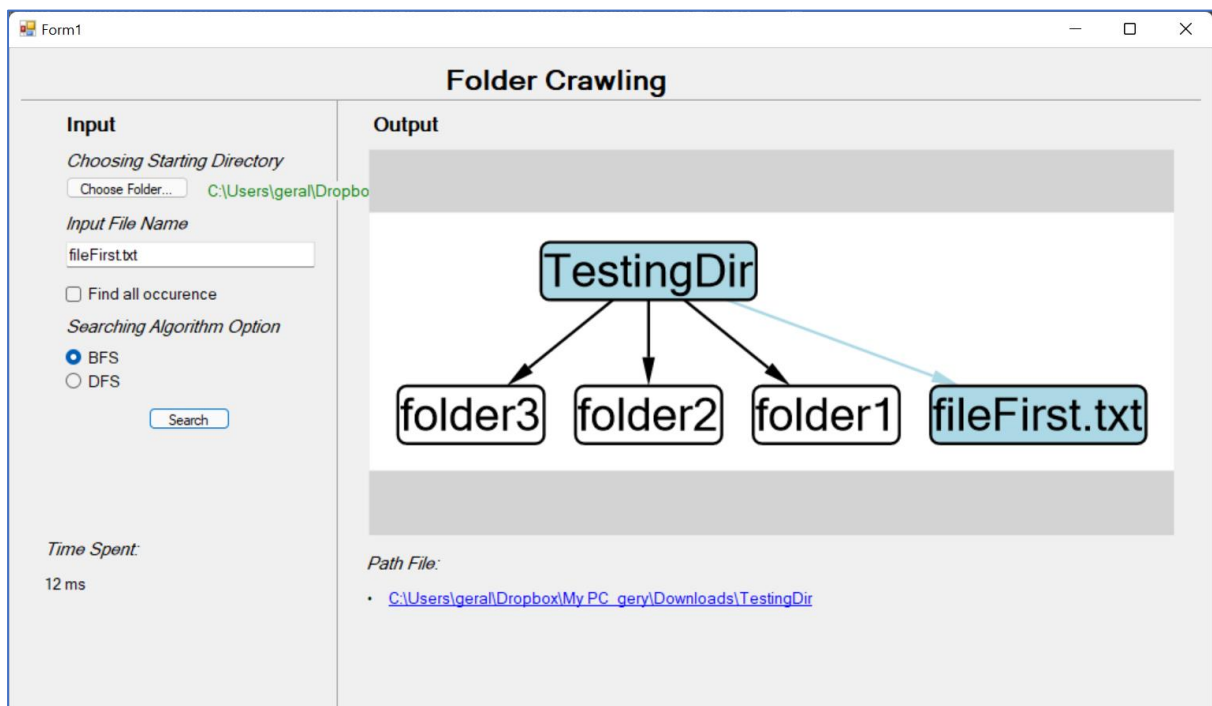 Form1
Folder Crawling
Input
Choosing Starting Directory
Choose Folder... C:\Users\geral\Dropbo
Input File Name
fileFirst.txt
Find all occurence
Searching Algorithm Option
BFS
DFS
Search
Time Spent:
12 ms
Output
TestingDir
folder3 folder2 folder1 fileFirst.txt
Path File:
• C:\Users\geral\Dropbox\My PC_gery\Downloads\TestingDir